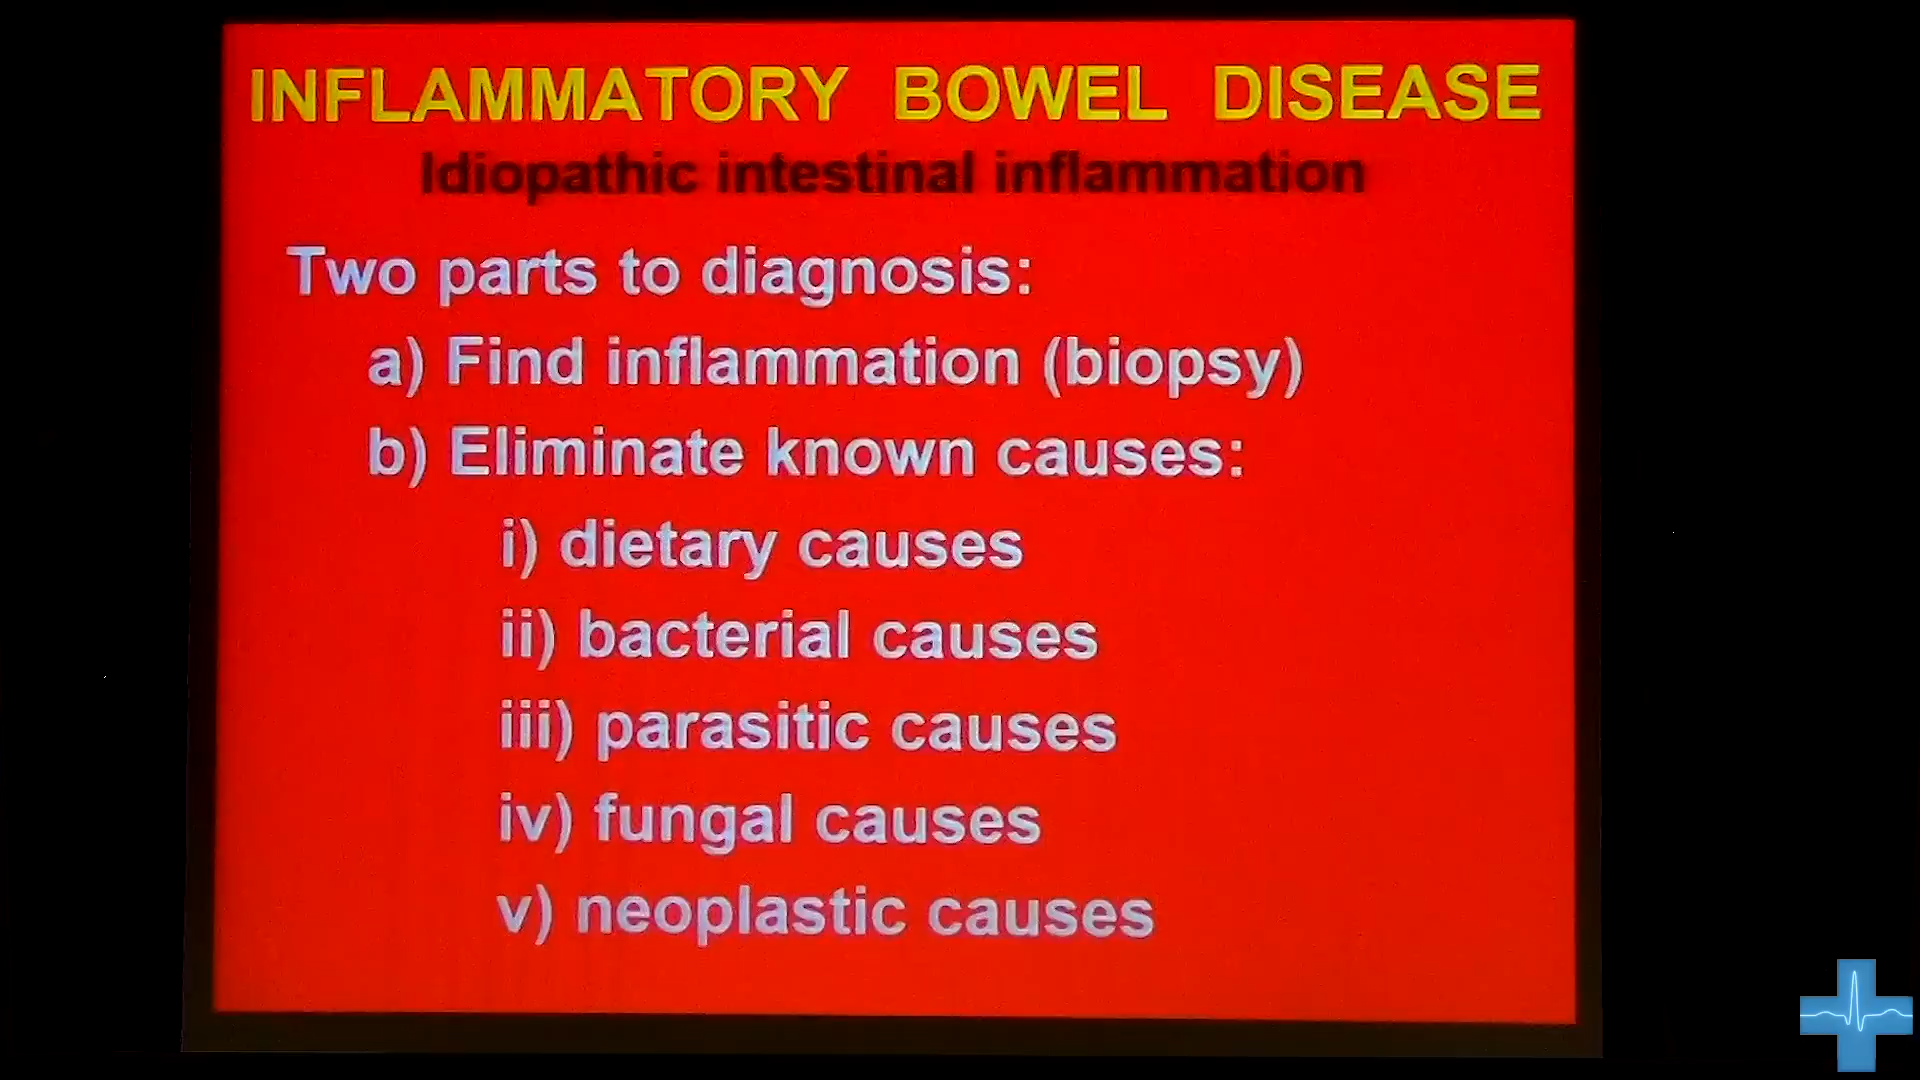 INFLAMMATORY BOWEL DISEASE
Idiopathic intestinal inflammation
Two parts to diagnosis:
a) Find inflammation (biopsy)
b) Eliminate known causes:
i) dietary causes
ii) bacterial causes
iii) parasitic causes
iv) fungal causes
v) neoplastic causes